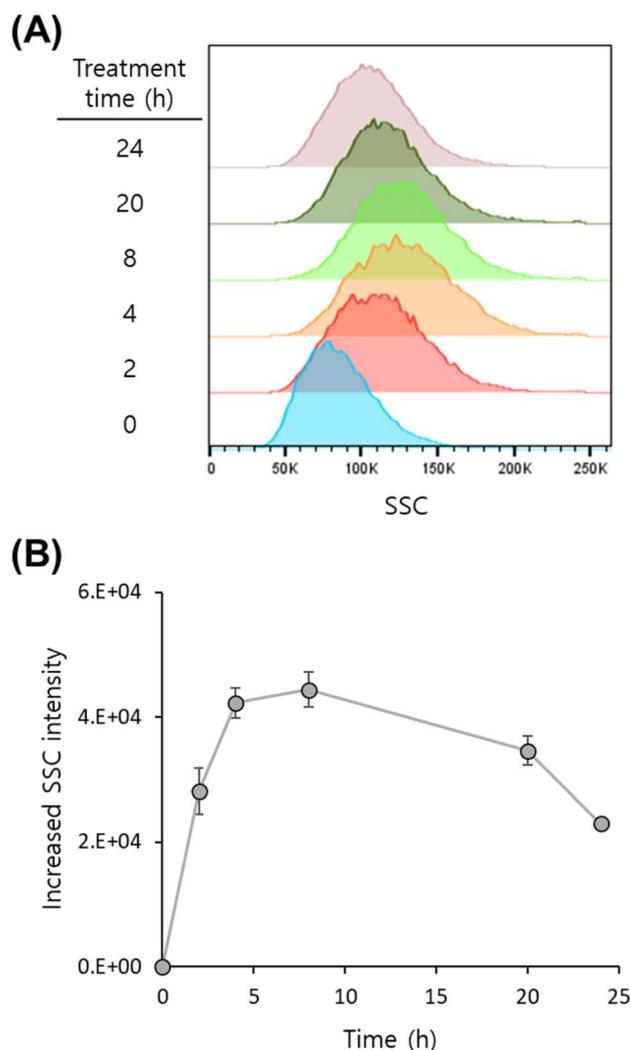 (A)
Treatment
time (h)
24
20
8
4
2
0
0 50K 100K 150K 200K 250K
SSC
(B)
6.E+04
4.E+04
2.E+04
0.E+00
Increased SSC intensity
0 5 10 15 20 25
Time (h)